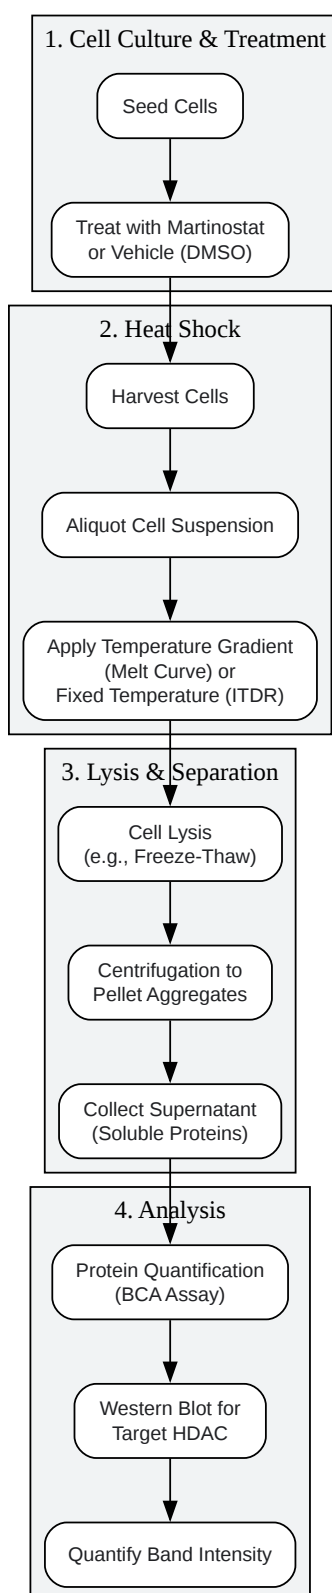 1. Cell Culture & Treatment
Seed Cells
Treat with Martinostat
or Vehicle (DMSO)
2. Heat Shock
Harvest Cells
Aliquot Cell Suspension
Apply Temperature Gradient
(Melt Curve) or
Fixed Temperature (ITDR)
3. Lysis & Separation
Cell Lysis
(e.g., Freeze-Thaw)
Centrifugation to
Pellet Aggregates
Collect Supernatant
(Soluble Proteins)
4. Analysis
Protein Quantification
(BCA Assay)
Western Blot for
Target HDAC
Quantify Band Intensity